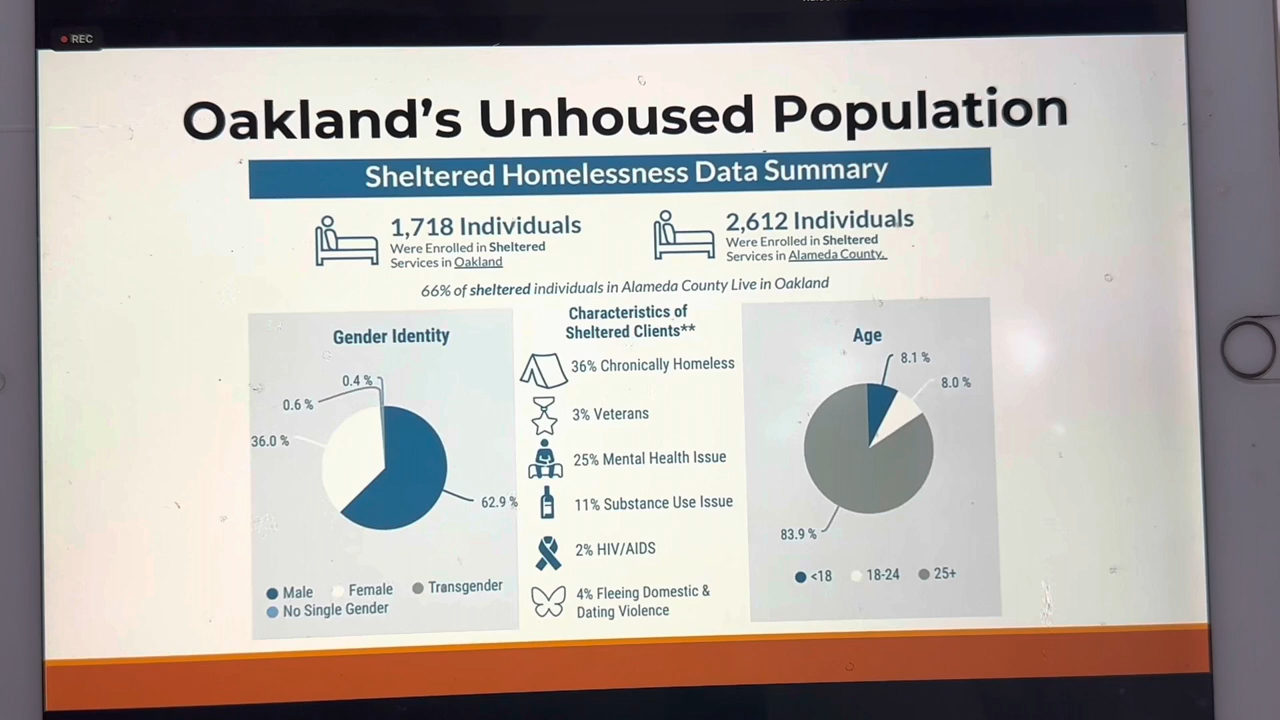 REC
Oakland's Unhoused Population
Sheltered Homelessness Data Summary
1,718 Individuals
Were Enrolled in Sheltered
Services in Oakland
2,612 Individuals
Were Enrolled in Sheltered
Services in Alameda County.
66% of sheltered individuals in Alameda County Live in Oakland
Gender Identity
0.4 %
0.6 %
36.0 %
62.9 %
Male
Female
Transgender
No Single Gender
Characteristics of
Sheltered Clients**
36% Chronically Homeless
3% Veterans
25% Mental Health Issue
11% Substance Use Issue
2% HIV/AIDS
4% Fleeing Domestic &
Dating Violence
Age
8.1 %
8.0 %
83.9 %
<18
18-24
25+